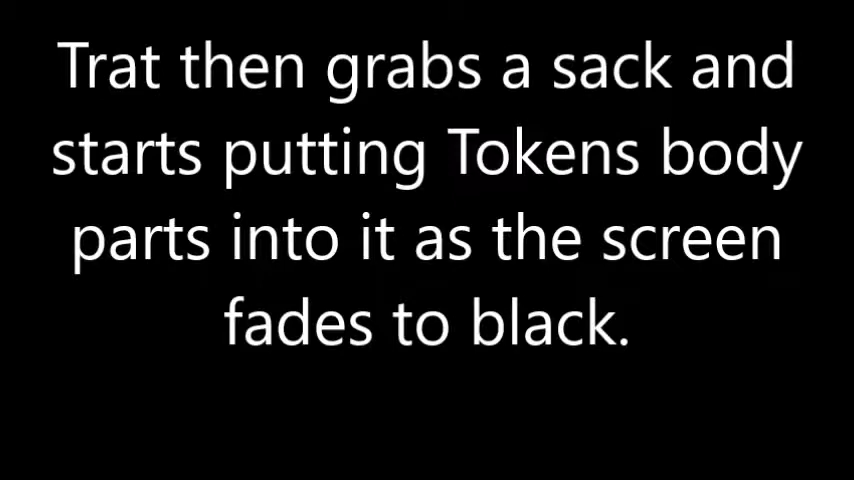 Trat then grabs a sack and
starts putting Tokens body
parts into it as the screen
fades to black.